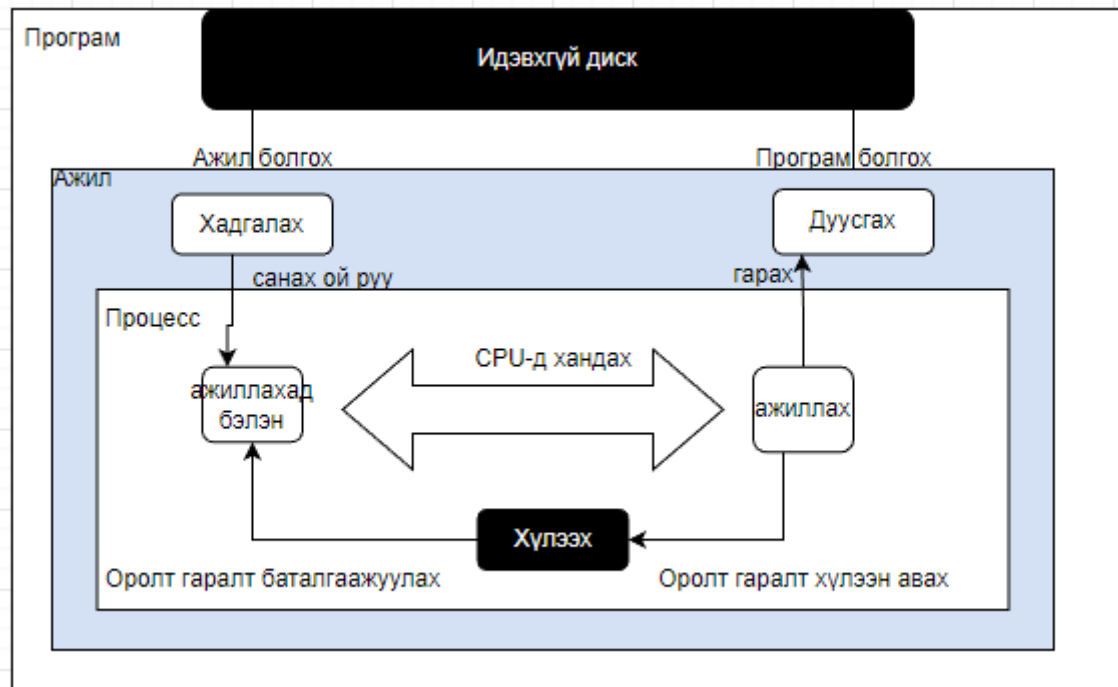 Програм
Идэвхгүй диск
Ажил болгох
Програм болгох
Ажил
Хадгалах
Дуусгах
санах ой руу
гарах
Процесс
CPU-д хандах
ажиллахад
бэлэн
ажиллах
Хүлээх
Оролт гаралт баталгаажуулах
Оролт гаралт хүлээн авах